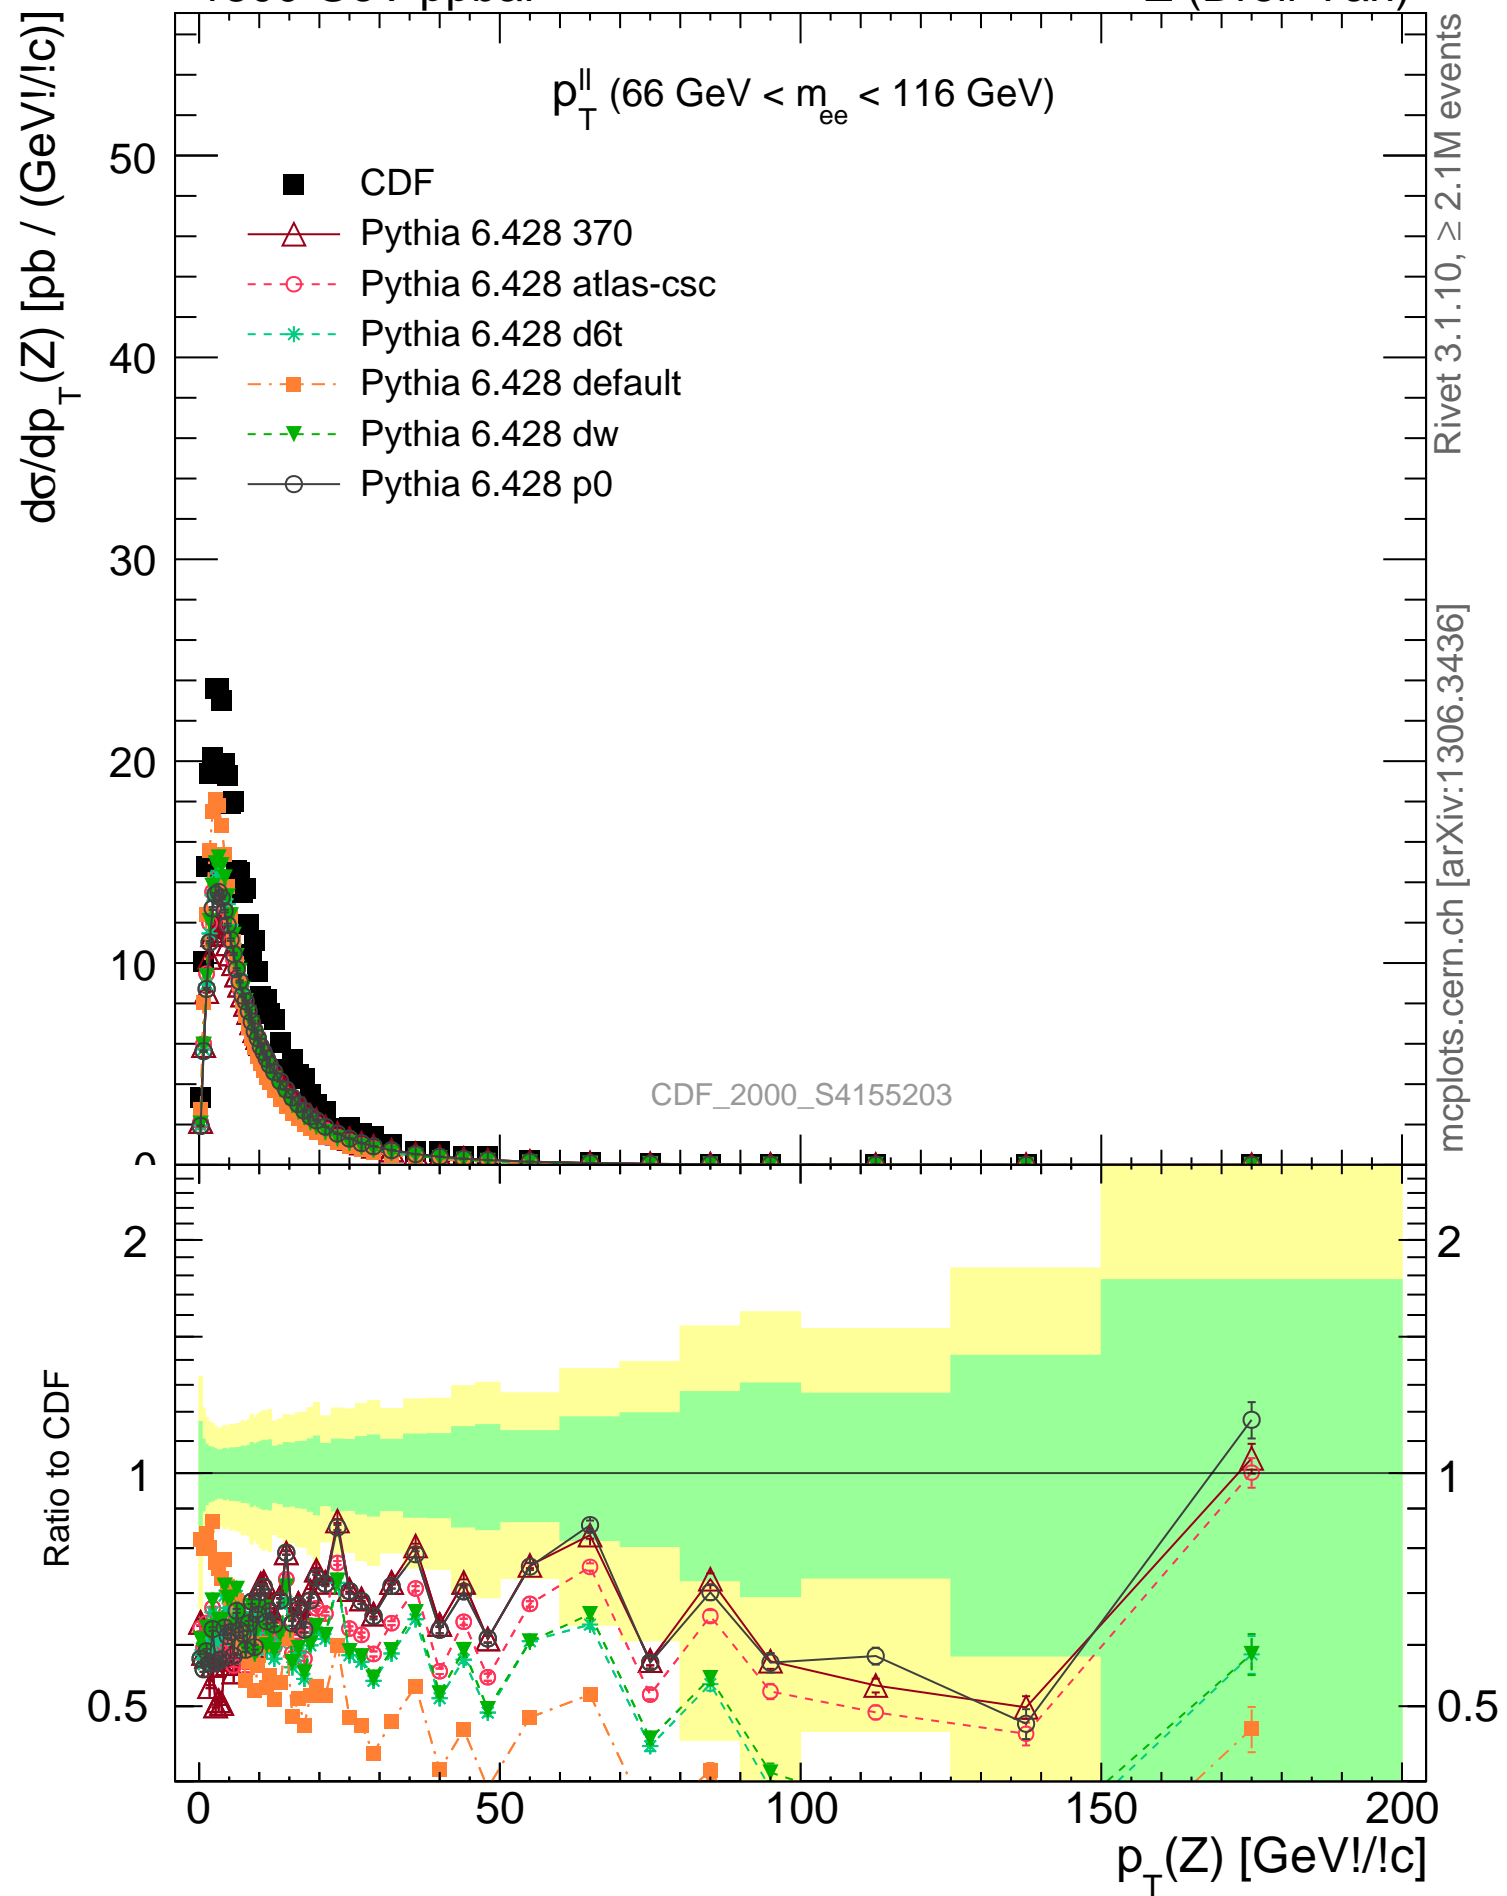 p_T^ll (66 GeV < m_ee < 116 GeV)
dσ/dp_T(Z) [pb / (GeV!/!c)]
50
40
30
20
10
0
CDF
Pythia 6.428 370
Pythia 6.428 atlas-csc
Pythia 6.428 d6t
Pythia 6.428 default
Pythia 6.428 dw
Pythia 6.428 p0
CDF_2000_S4155203
Rivet 3.1.10, ≥ 2.1M events
mcplots.cern.ch [arXiv:1306.3436]
Ratio to CDF
2
1
0.5
2
1
0.5
0
50
100
150
200
p_T(Z) [GeV!/!c]